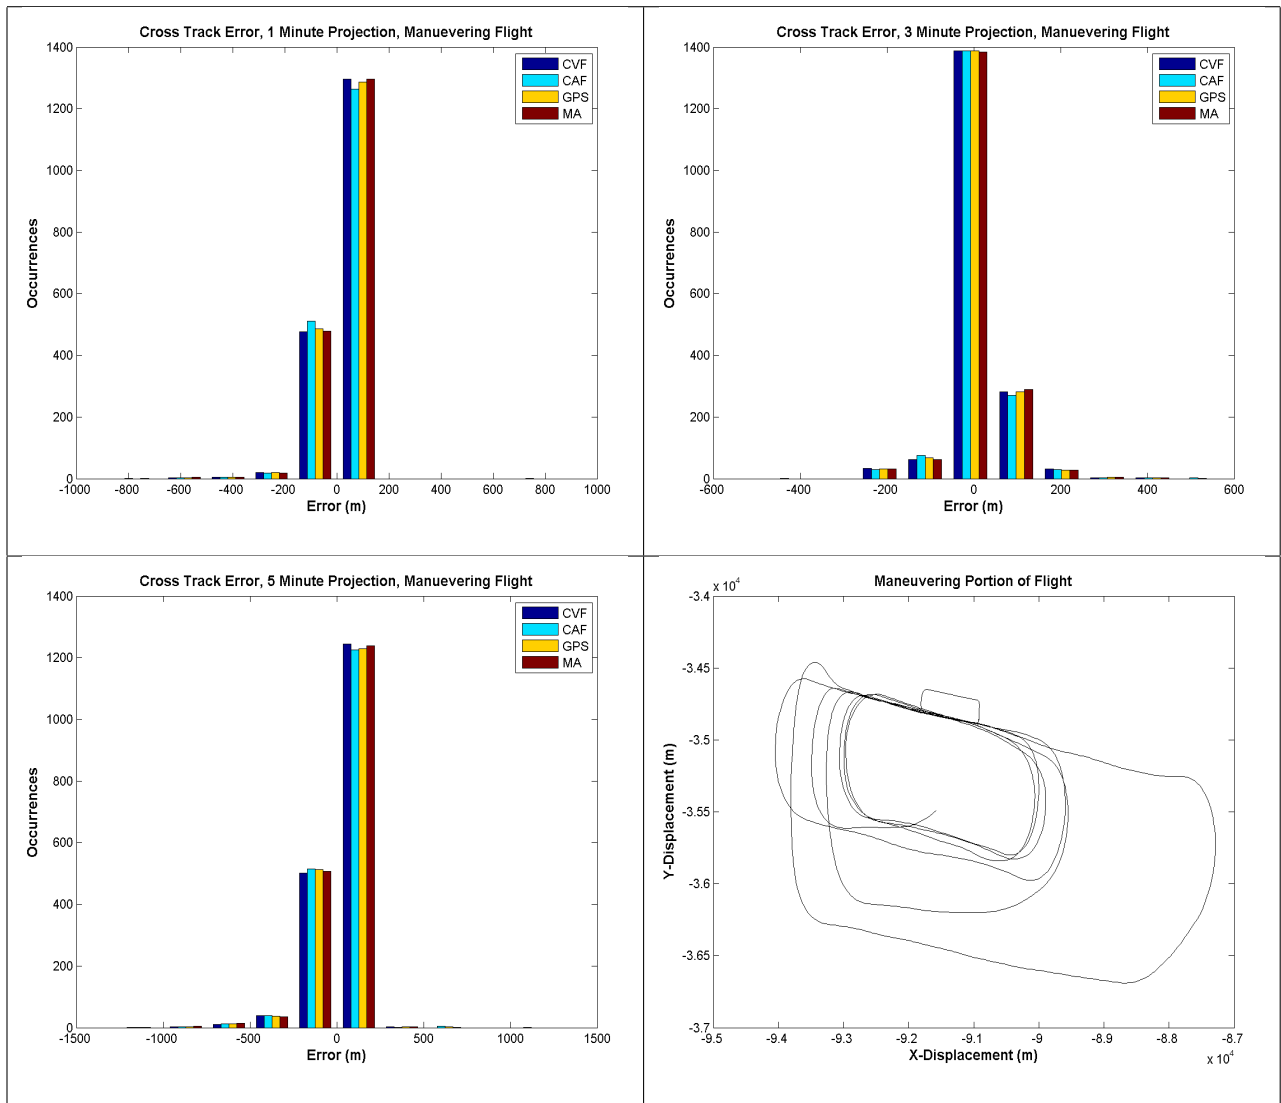 Cross Track Error, 1 Minute Projection, Manuevering Flight
1400
1200
1000
800
600
400
200
0
Occurrences
CVF
CAF
GPS
MA
-1000 -800 -600 -400 -200 0 200 400 600 800 1000
Error (m)
Cross Track Error, 3 Minute Projection, Manuevering Flight
1400
1200
1000
800
600
400
200
0
Occurrences
CVF
CAF
GPS
MA
-600 -400 -200 0 200 400 600
Error (m)
Cross Track Error, 5 Minute Projection, Manuevering Flight
1400
1200
1000
800
600
400
200
0
Occurrences
CVF
CAF
GPS
MA
-1500 -1000 -500 0 500 1000 1500
Error (m)
Maneuvering Portion of Flight
x 10^4
-3.4
-3.45
-3.5
-3.55
-3.6
-3.65
-3.7
Y-Displacement (m)
-9.5 -9.4 -9.3 -9.2 -9.1 -9 -8.9 -8.8 -8.7
X-Displacement (m)
x 10^4